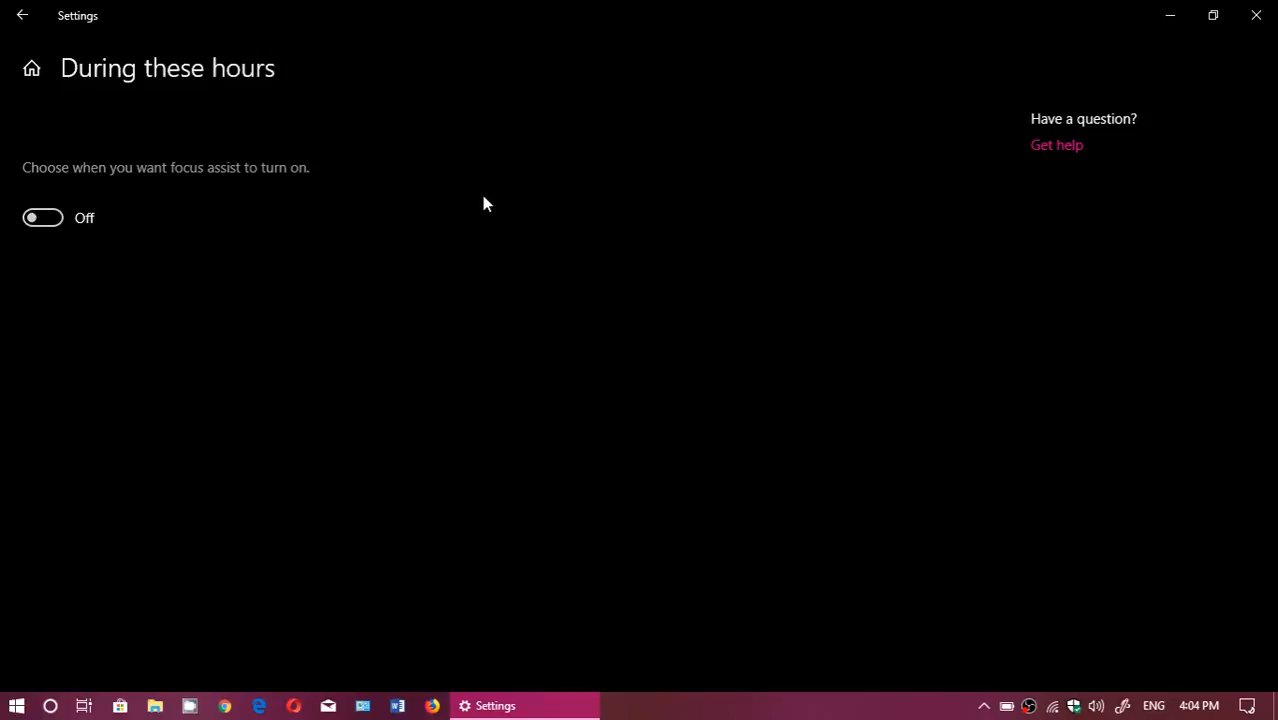 Settings
During these hours
Have a question?
Get help
Choose when you want focus assist to turn on.
Off
Settings
ENG
4:04 PM